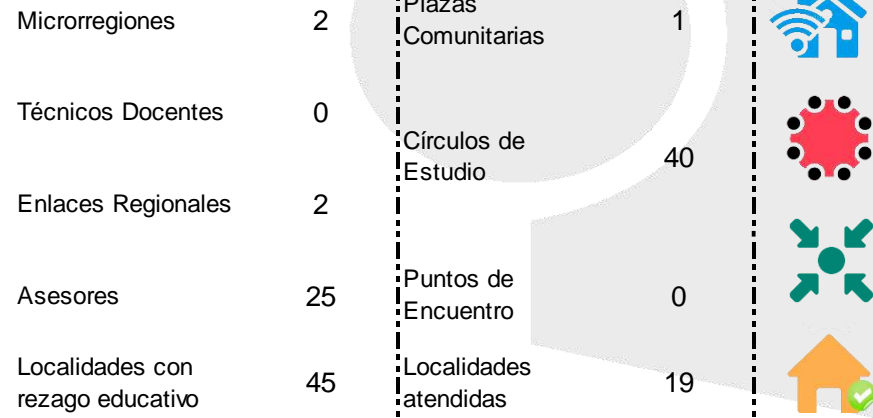 Microrregiones 2
Técnicos Docentes 0
Enlaces Regionales 2
Asesores 25
Localidades con
rezago educativo 45
Plazas
Comunitarias 1
Círculos de
Estudio 40
Puntos de
Encuentro 0
Localidades
atendidas 19